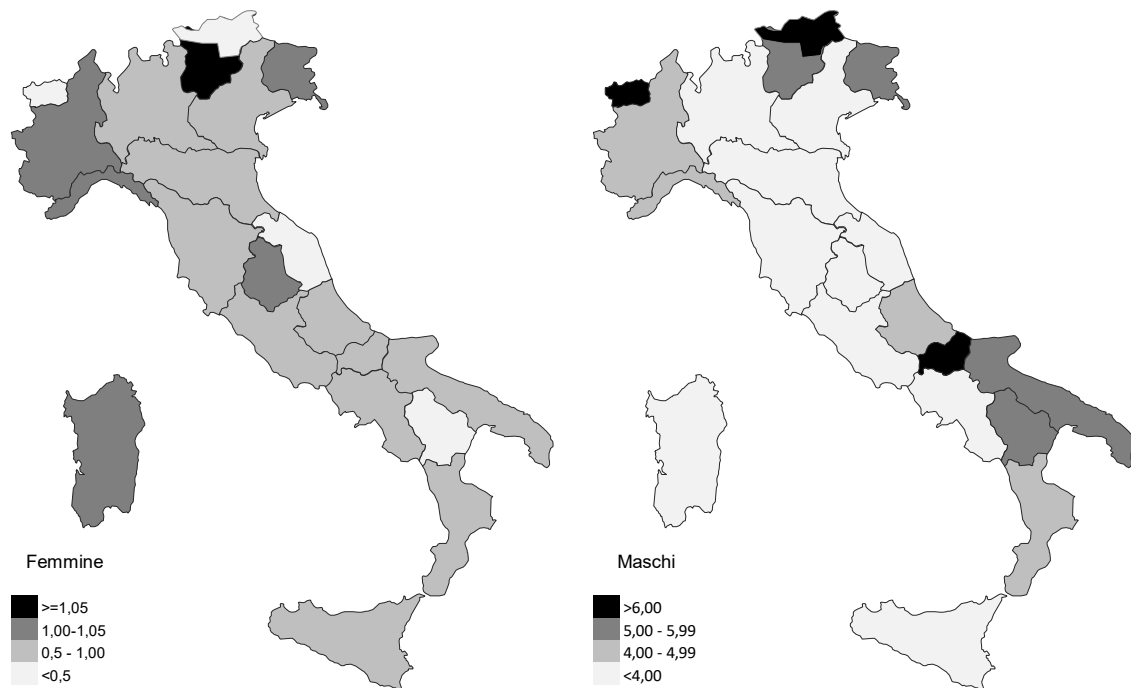 Femmine
>=1,05
1,00-1,05
0,5 - 1,00
<0,5
Maschi
>6,00
5,00 - 5,99
4,00 - 4,99
<4,00